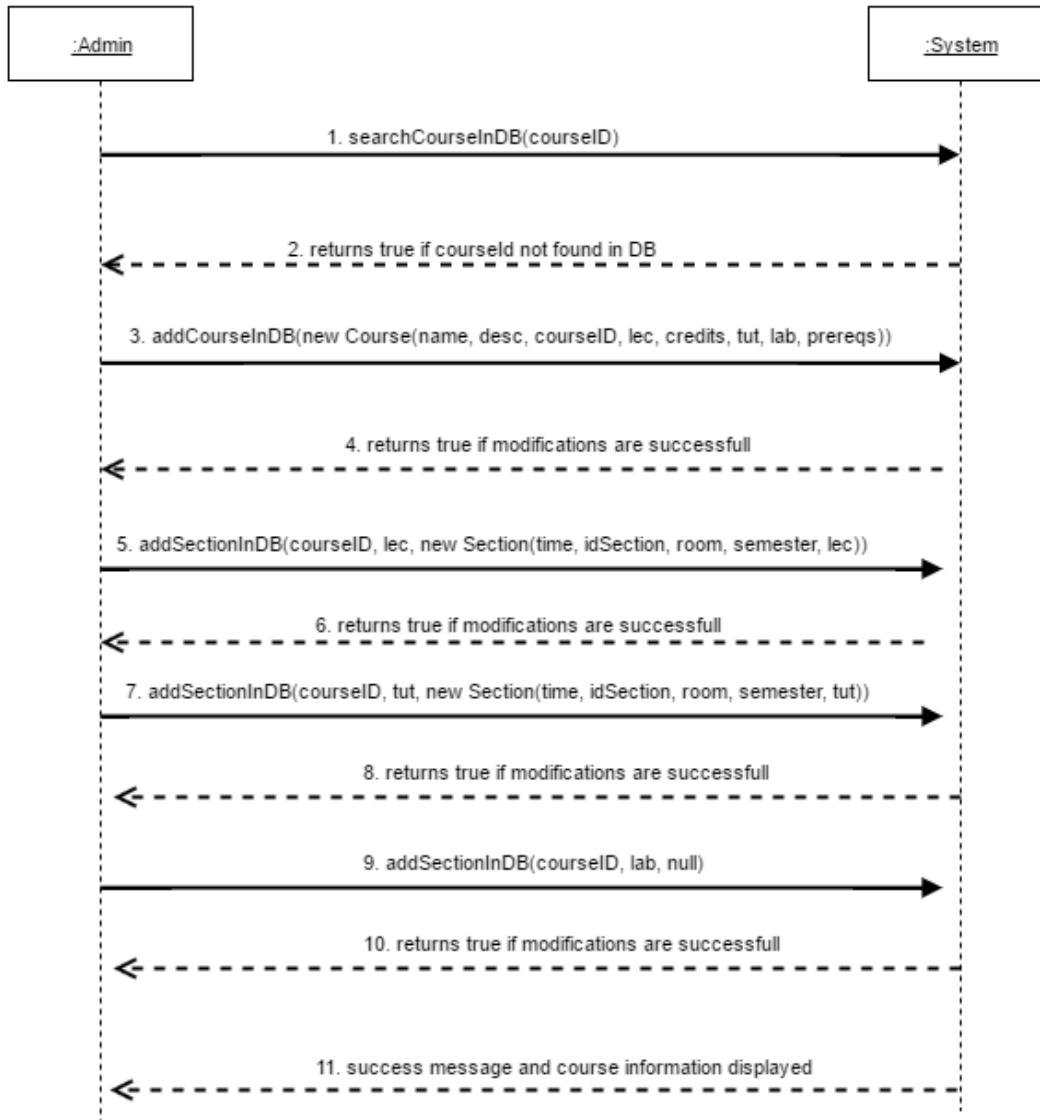 :Admin
:System
1. searchCourseInDB(courseID)
2. returns true if courseId not found in DB
3. addCourseInDB(new Course(name, desc, courseID, lec, credits, tut, lab, prereqs))
4. returns true if modifications are successfull
5. addSectionInDB(courseID, lec, new Section(time, idSection, room, semester, lec))
6. returns true if modifications are successfull
7. addSectionInDB(courseID, tut, new Section(time, idSection, room, semester, tut))
8. returns true if modifications are successfull
9. addSectionInDB(courseID, lab, null)
10. returns true if modifications are successfull
11. success message and course information displayed